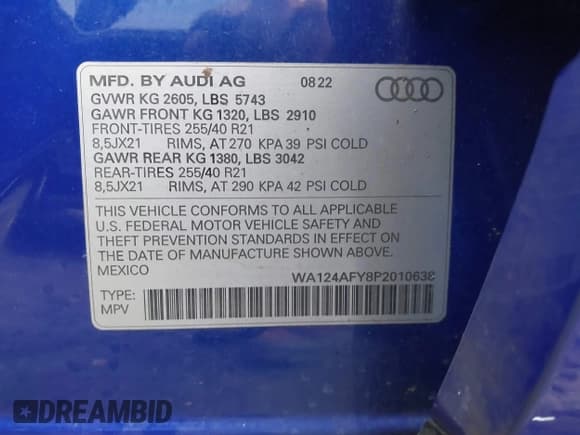 MFD. BY AUDI AG 08 22
GVWR KG 2605, LBS 5743
GAWR FRONT KG 1320, LBS 2910
FRONT-TIRES 255/40 R21
8,5JX21 RIMS, AT 270 KPA 39 PSI COLD
GAWR REAR KG 1380, LBS 3042
REAR-TIRES 255/40 R21
8,5JX21 RIMS, AT 290 KPA 42 PSI COLD
THIS VEHICLE CONFORMS TO ALL APPLICABLE
U.S. FEDERAL MOTOR VEHICLE SAFETY AND
THEFT PREVENTION STANDARDS IN EFFECT ON
THE DATE OF MANUFACTURE SHOWN ABOVE.
MEXICO WA124AFY8P2010638
TYPE:
MPV
DREAMBID